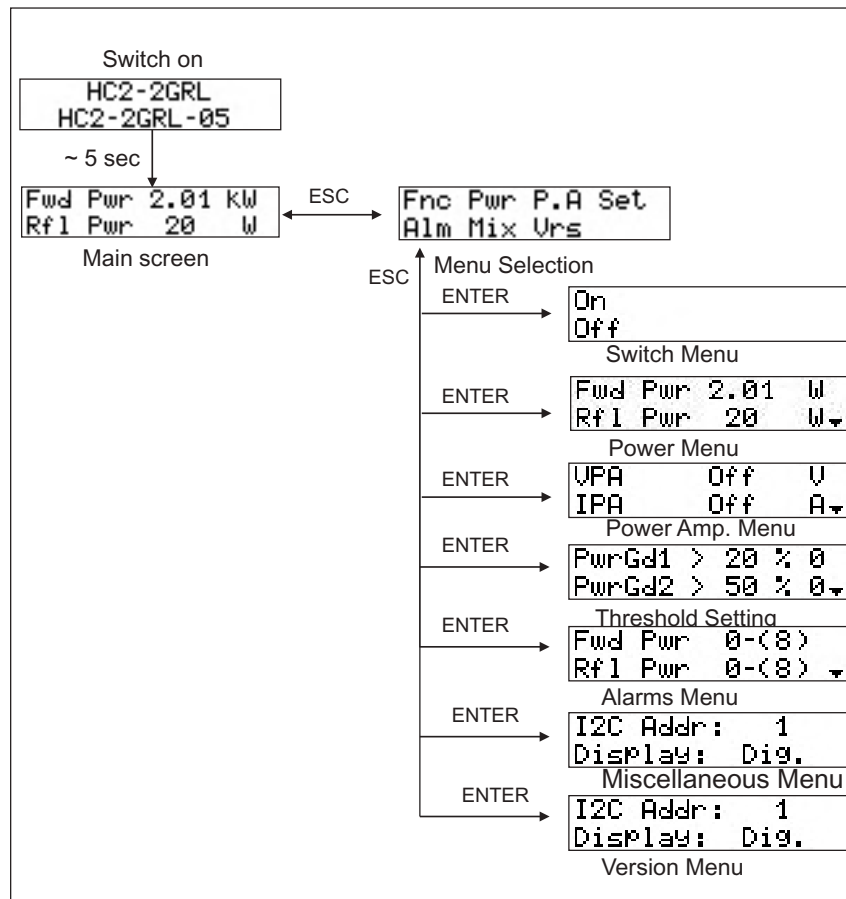 Switch on
HC2-2GRL
HC2-2GRL-05
~ 5 sec
Fwd Pwr 2.01 KW
Rfl Pwr 20 W
Main screen
ESC
Fnc Pwr P.A Set
Alm Mix Vrs
Menu Selection
ESC
ENTER
On
Off
Switch Menu
ENTER
Fwd Pwr 2.01 W
Rfl Pwr 20 W
Power Menu
ENTER
VPA Off V
IPA Off A
Power Amp. Menu
ENTER
PwrGd1 > 20 % 0
PwrGd2 > 50 % 0
Threshold Setting
ENTER
Fwd Pwr 0-(8)
Rfl Pwr 0-(8)
Alarms Menu
ENTER
I2C Addr: 1
Display: Dig.
Miscellaneous Menu
ENTER
I2C Addr: 1
Display: Dig.
Version Menu